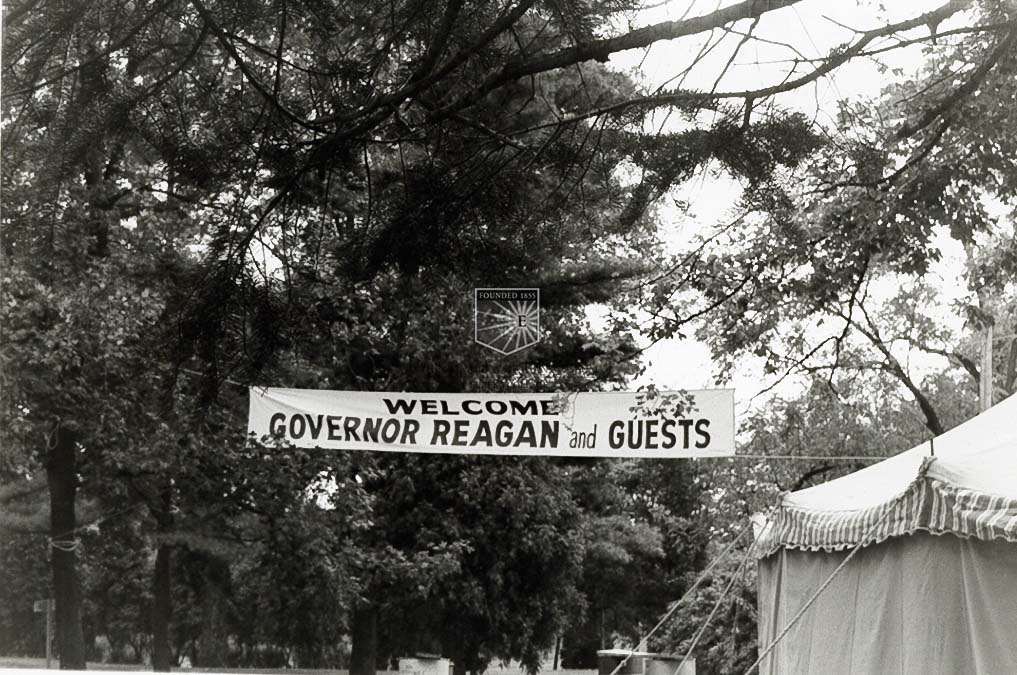 FOUNDED 1855
E
WELCOME
GOVERNOR REAGAN and GUESTS